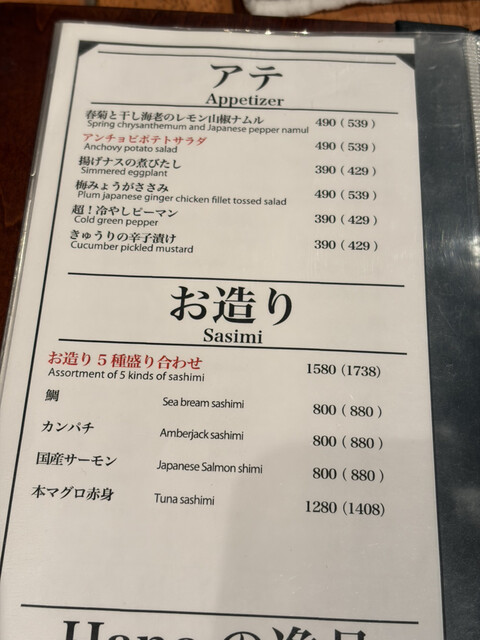 アテ
Appetizer
春菊と干し海老のレモン山椒ナムル 490 (539)
Spring chrysanthemum and Japanese pepper namul
アンチョビポテトサラダ 490 (539)
Anchovy potato salad
揚げナスの煮びたし 390 (429)
Simmered eggplant
梅みょうがささみ 490 (539)
Plum japanese ginger chicken fillet tossed salad
超！冷やしピーマン 390 (429)
Cold green pepper
きゅうりの辛子漬け 390 (429)
Cucumber pickled mustard
お造り
Sasimi
お造り5種盛り合わせ 1580 (1738)
Assortment of 5 kinds of sashimi
鯛 Sea bream sashimi 800 (880)
カンパチ Amberjack sashimi 800 (880)
国産サーモン Japanese Salmon shimi 800 (880)
本マグロ赤身 Tuna sashimi 1280 (1408)
Hanaの逸品